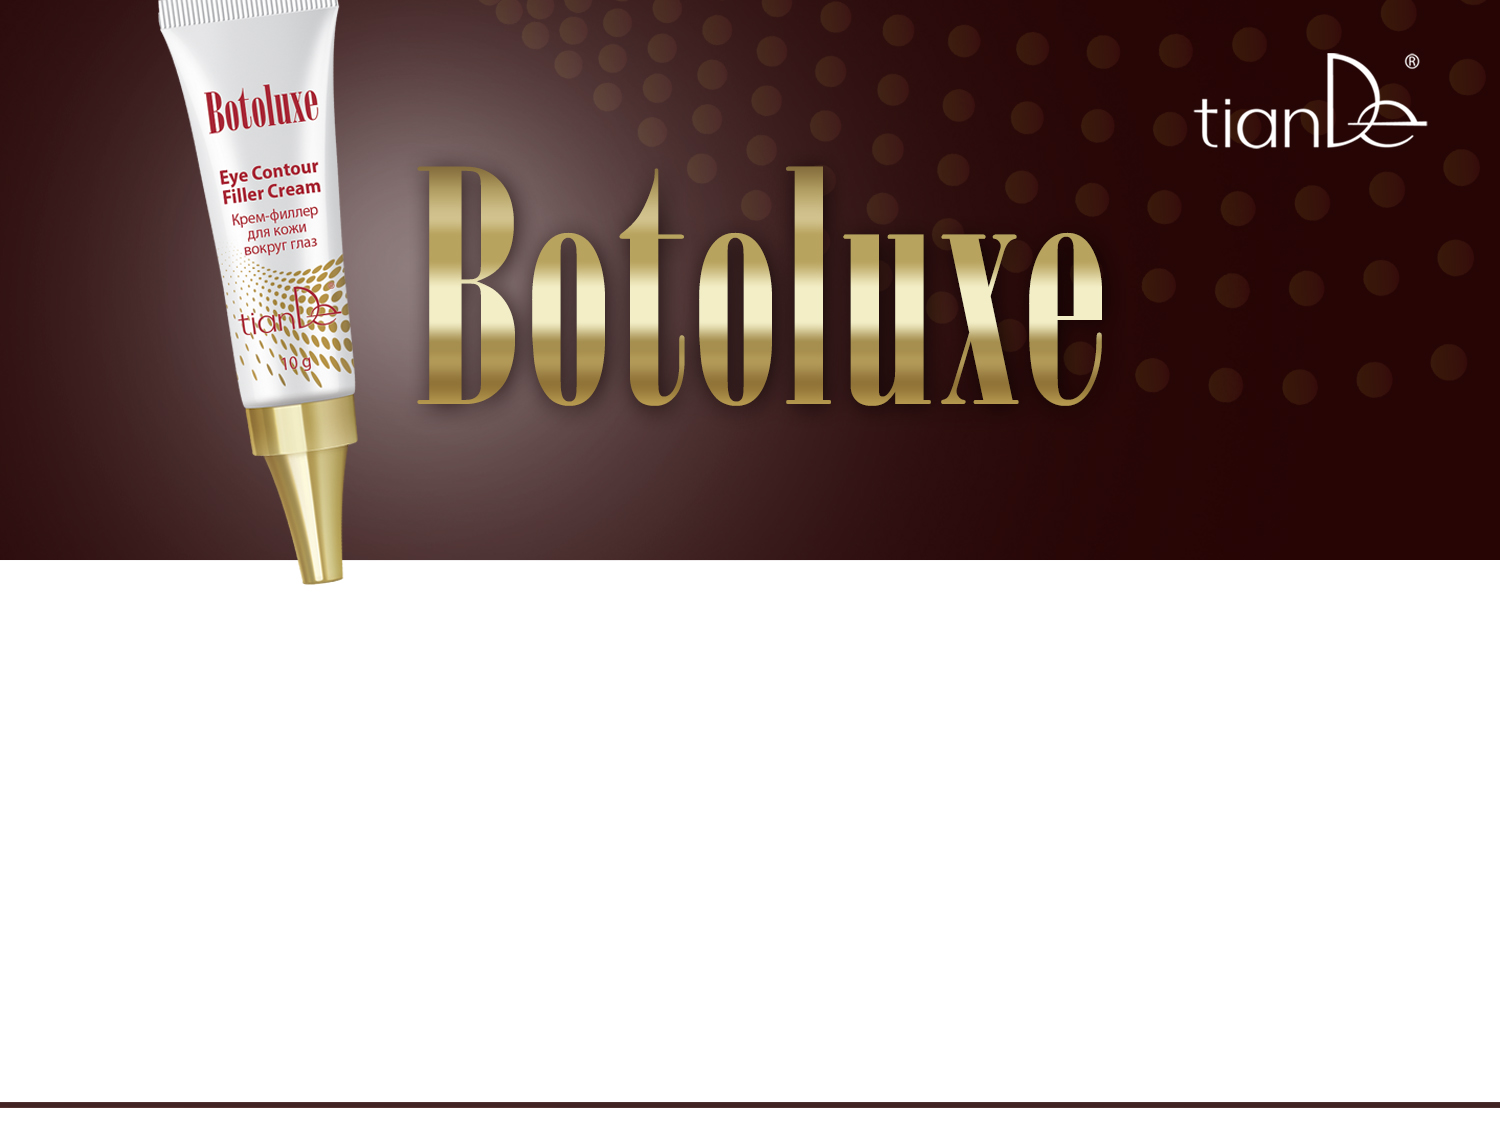 Botoluxe
Eye Contour
Filler Cream
Крем-филлер
для кожи
вокруг глаз
tianDe
10 g
Botoluxe
tianDe®